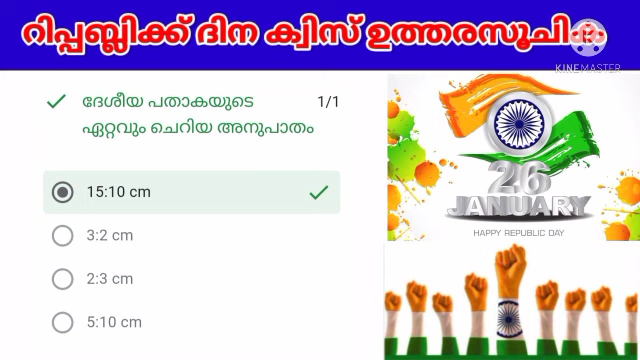 റിപ്പബ്ലിക്ക് ദിന ക്വിസ് ഉത്തരസൂചിക
KINEMASTER
ദേശീയ പതാകയുടെ 1/1
ഏറ്റവും ചെറിയ അനുപാതം
15:10 cm
3:2 cm
2:3 cm
5:10 cm
26
JANUARY
HAPPY REPUBLIC DAY